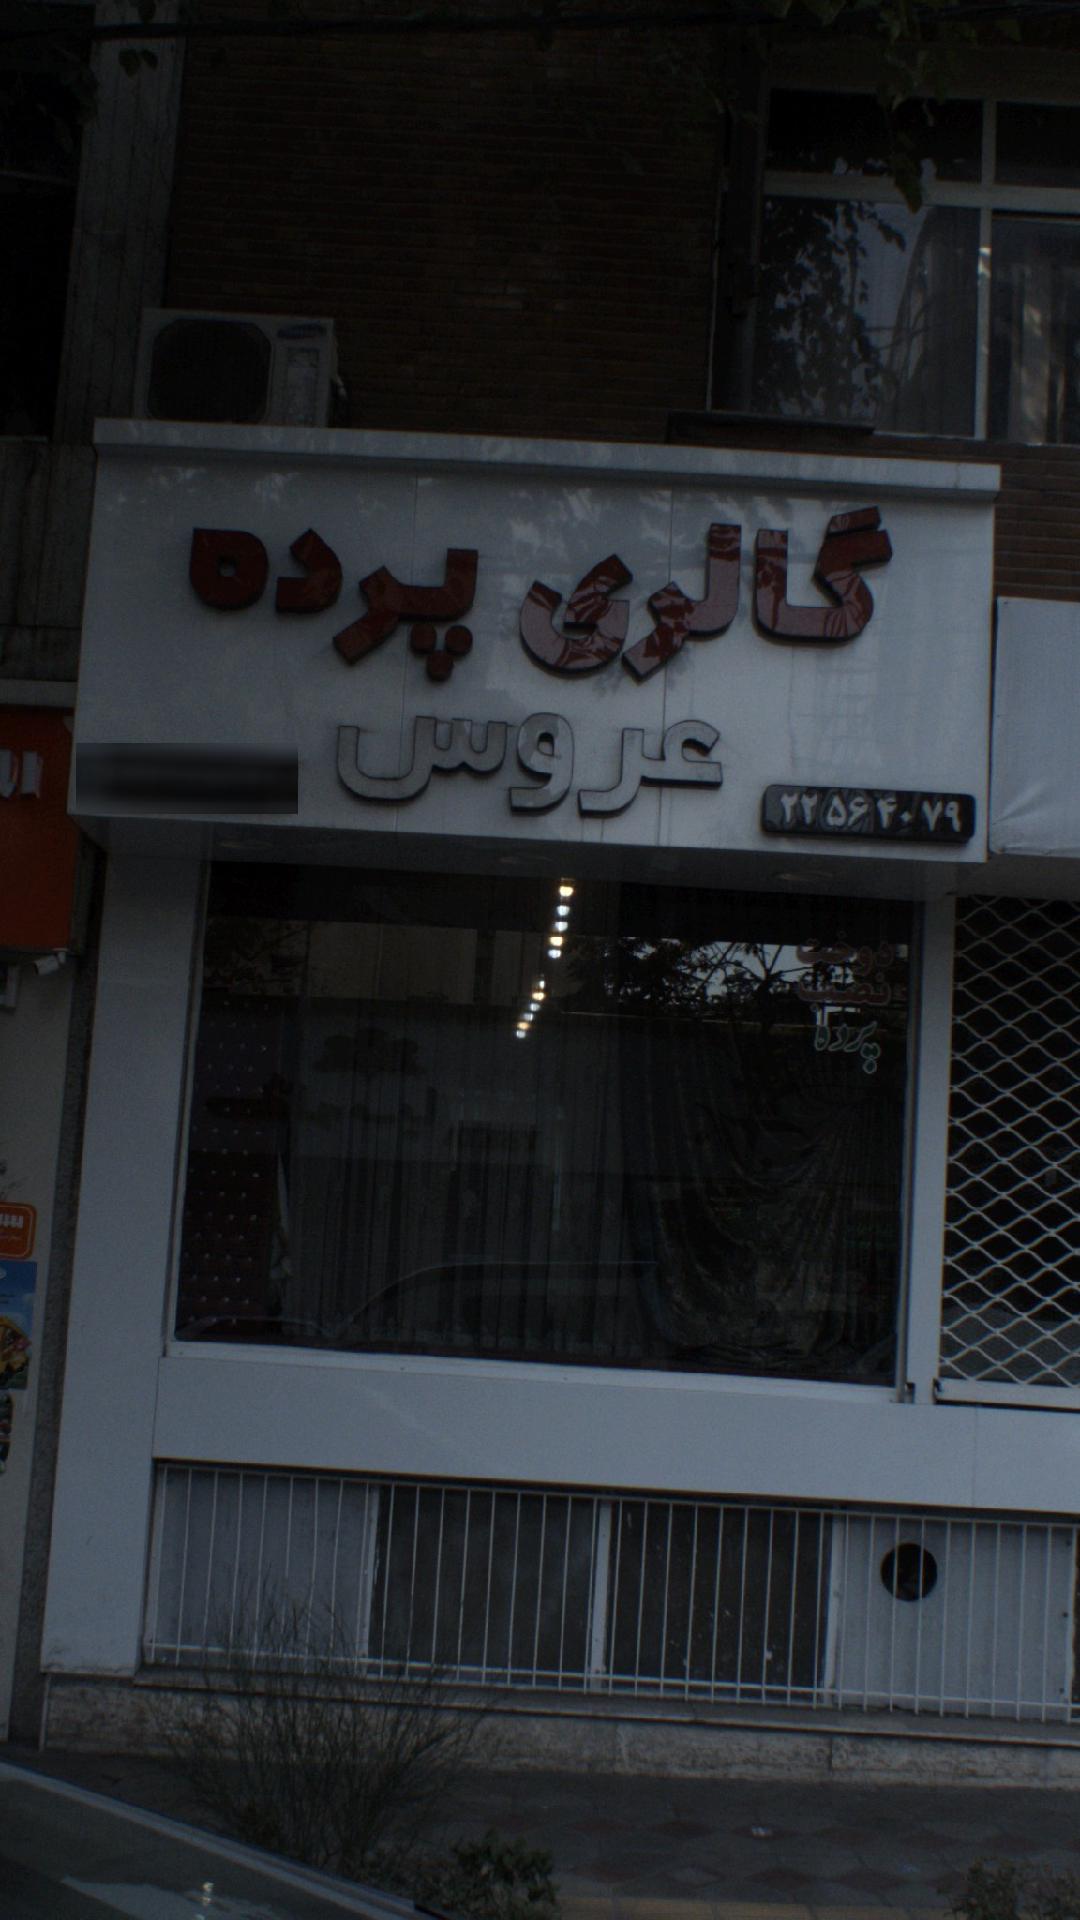 گالری پرده
عروس
۲۲۵۶۴۰۷۹
دوخت
نصب
پرده